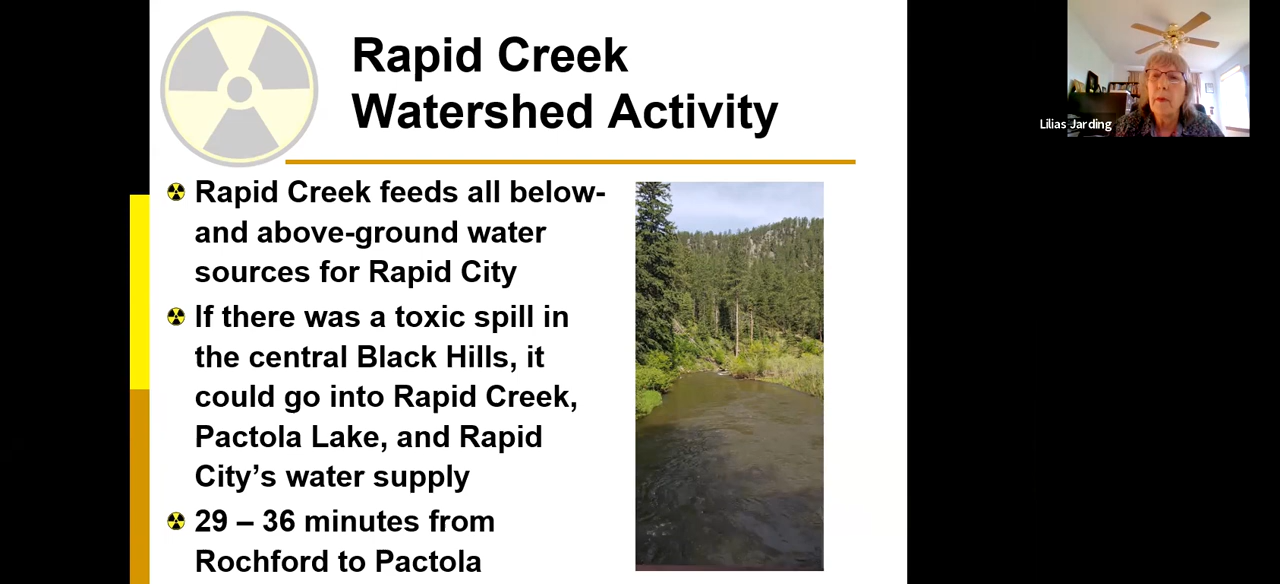 Rapid Creek
Watershed Activity
Rapid Creek feeds all below-
and above-ground water
sources for Rapid City
If there was a toxic spill in
the central Black Hills, it
could go into Rapid Creek,
Pactola Lake, and Rapid
City’s water supply
29 – 36 minutes from
Rochford to Pactola
Lilias Jarding